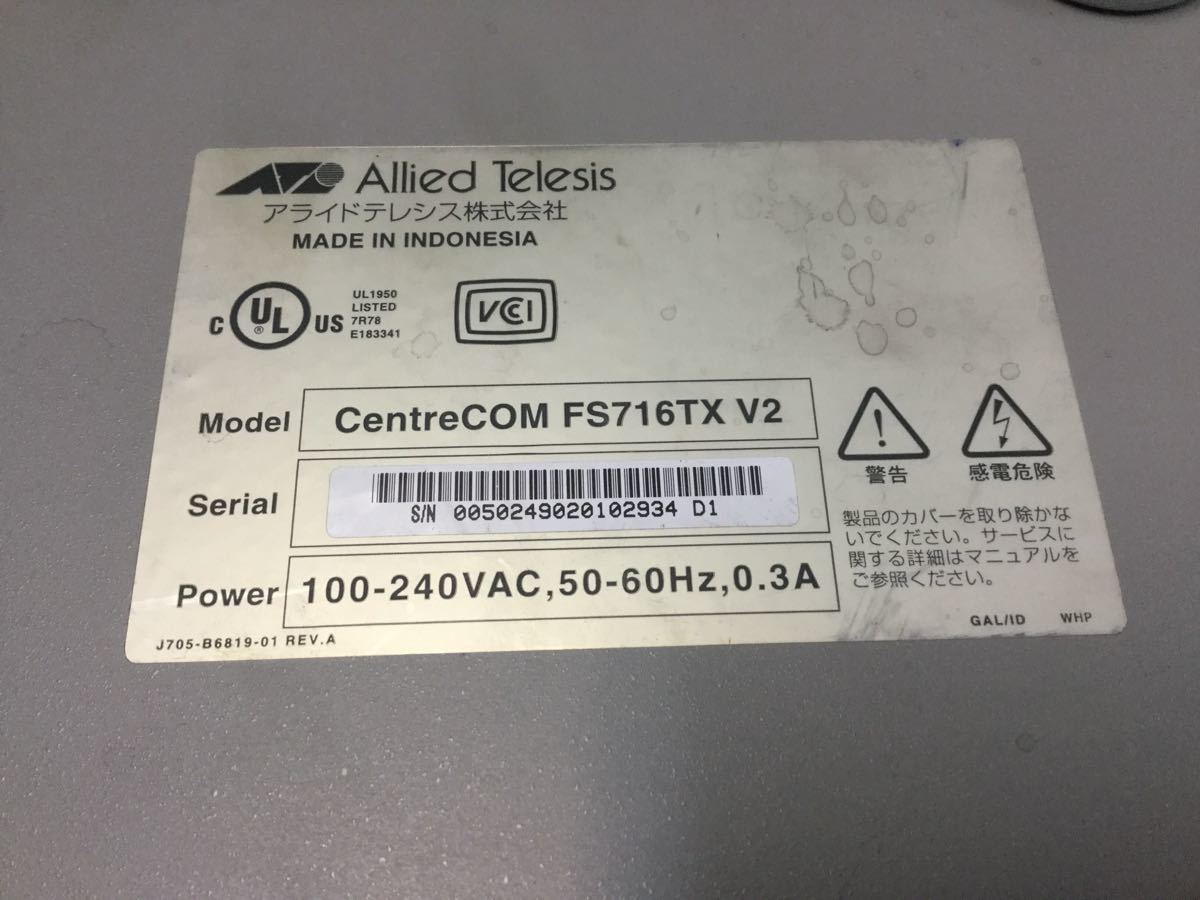 Allied Telesis
アライドテレシス株式会社
MADE IN INDONESIA
C UL ® US
UL1950
LISTED
7R78
E183341
VCCI
Model CentreCOM FS716TX V2
Serial S/N 0050249020102934 D1
Power 100-240VAC,50-60Hz,0.3A
J705-B6819-01 REV.A
警告
感電危険
製品のカバーを取り除かな
いでください。サービスに
関する詳細はマニュアルを
ご参照ください。
GAL/ID WHP